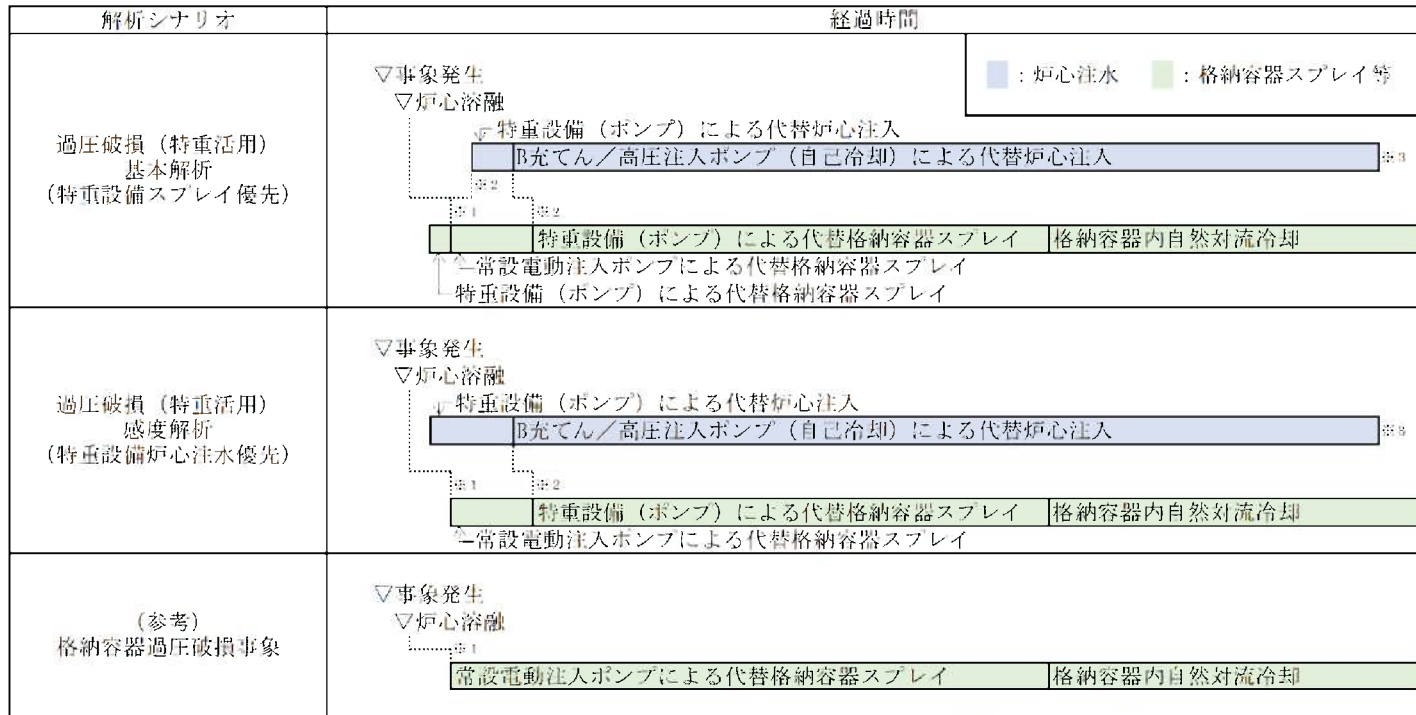 解析シナリオ
経過時間
：炉心注水
：格納容器スプレイ等
過圧破損（特重活用）
基本解析
（特重設備スプレイ優先）
▽事象発生
▽炉心溶融
特重設備（ポンプ）による代替炉心注入
B充てん／高圧注入ポンプ（自己冷却）による代替炉心注入
※3
※2
※1
※2
特重設備（ポンプ）による代替格納容器スプレイ
格納容器内自然対流冷却
常設電動注入ポンプによる代替格納容器スプレイ
特重設備（ポンプ）による代替格納容器スプレイ
過圧破損（特重活用）
感度解析
（特重設備炉心注水優先）
▽事象発生
▽炉心溶融
特重設備（ポンプ）による代替炉心注入
B充てん／高圧注入ポンプ（自己冷却）による代替炉心注入
※1
※2
特重設備（ポンプ）による代替格納容器スプレイ
格納容器内自然対流冷却
常設電動注入ポンプによる代替格納容器スプレイ
（参考）
格納容器過圧破損事象
▽事象発生
▽炉心溶融
※1
常設電動注入ポンプによる代替格納容器スプレイ
格納容器内自然対流冷却